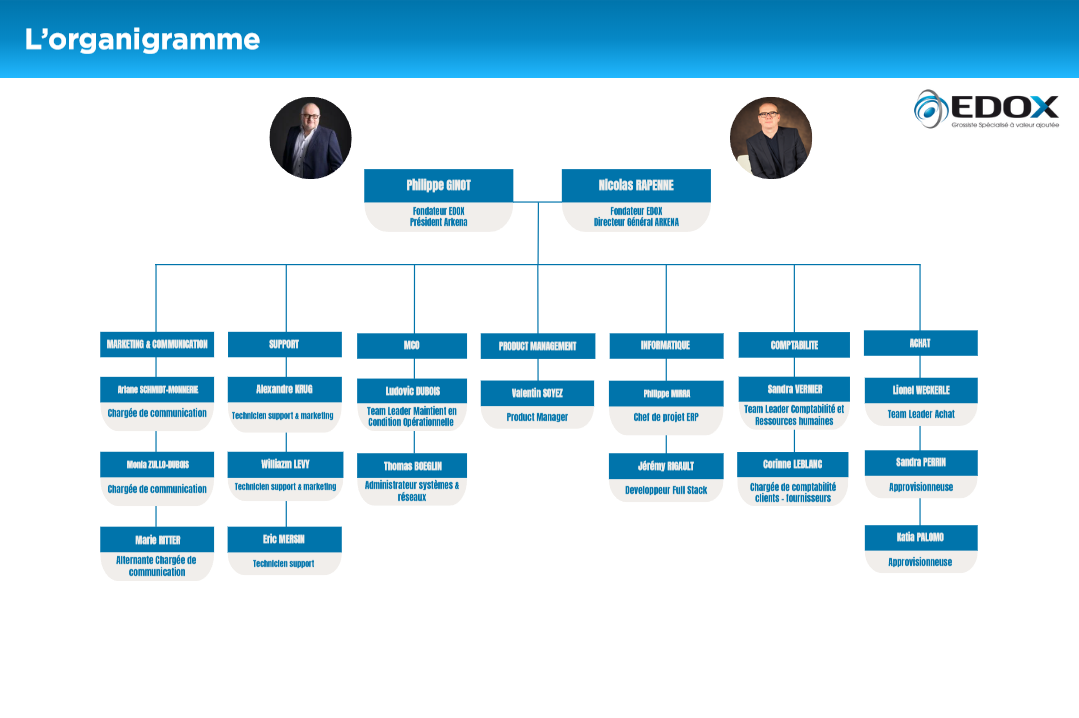 L'organigramme
EDOX
Grossiste Spécialisé à valeur ajoutée
Philippe GINOT
Fondateur EDOX
Président Arkena
Nicolas RAPENNE
Fondateur EDOX
Directeur Général ARKENA
MARKETING & COMMUNICATION
SUPPORT
MCO
PRODUCT MANAGEMENT
INFORMATIQUE
COMPTABILITE
ACHAT
Ariane SCHMIDT-MONNERIE
Chargée de communication
Monia ZULLO-DUBOIS
Chargée de communication
Marie RITTER
Alternante Chargée de
communication
Alexandre KRUG
Technicien support & marketing
Williazm LEVY
Technicien support & marketing
Eric MERSIN
Technicien support
Ludovic DUBOIS
Team Leader Maintient en
Condition Opérationnelle
Thomas BOEGLIN
Administrateur systèmes &
réseaux
Valentin SOYEZ
Product Manager
Philippe MIRRA
Chef de projet ERP
Jérémy RIGAULT
Developpeur Full Stack
Sandra VERNIER
Team Leader Comptabilité et
Ressources humaines
Corinne LEBLANC
Chargée de comptabilité
clients - fournisseurs
Lionel WECKERLE
Team Leader Achat
Sandra PERRIN
Approvisionneuse
Katia PALOMO
Approvisionneuse